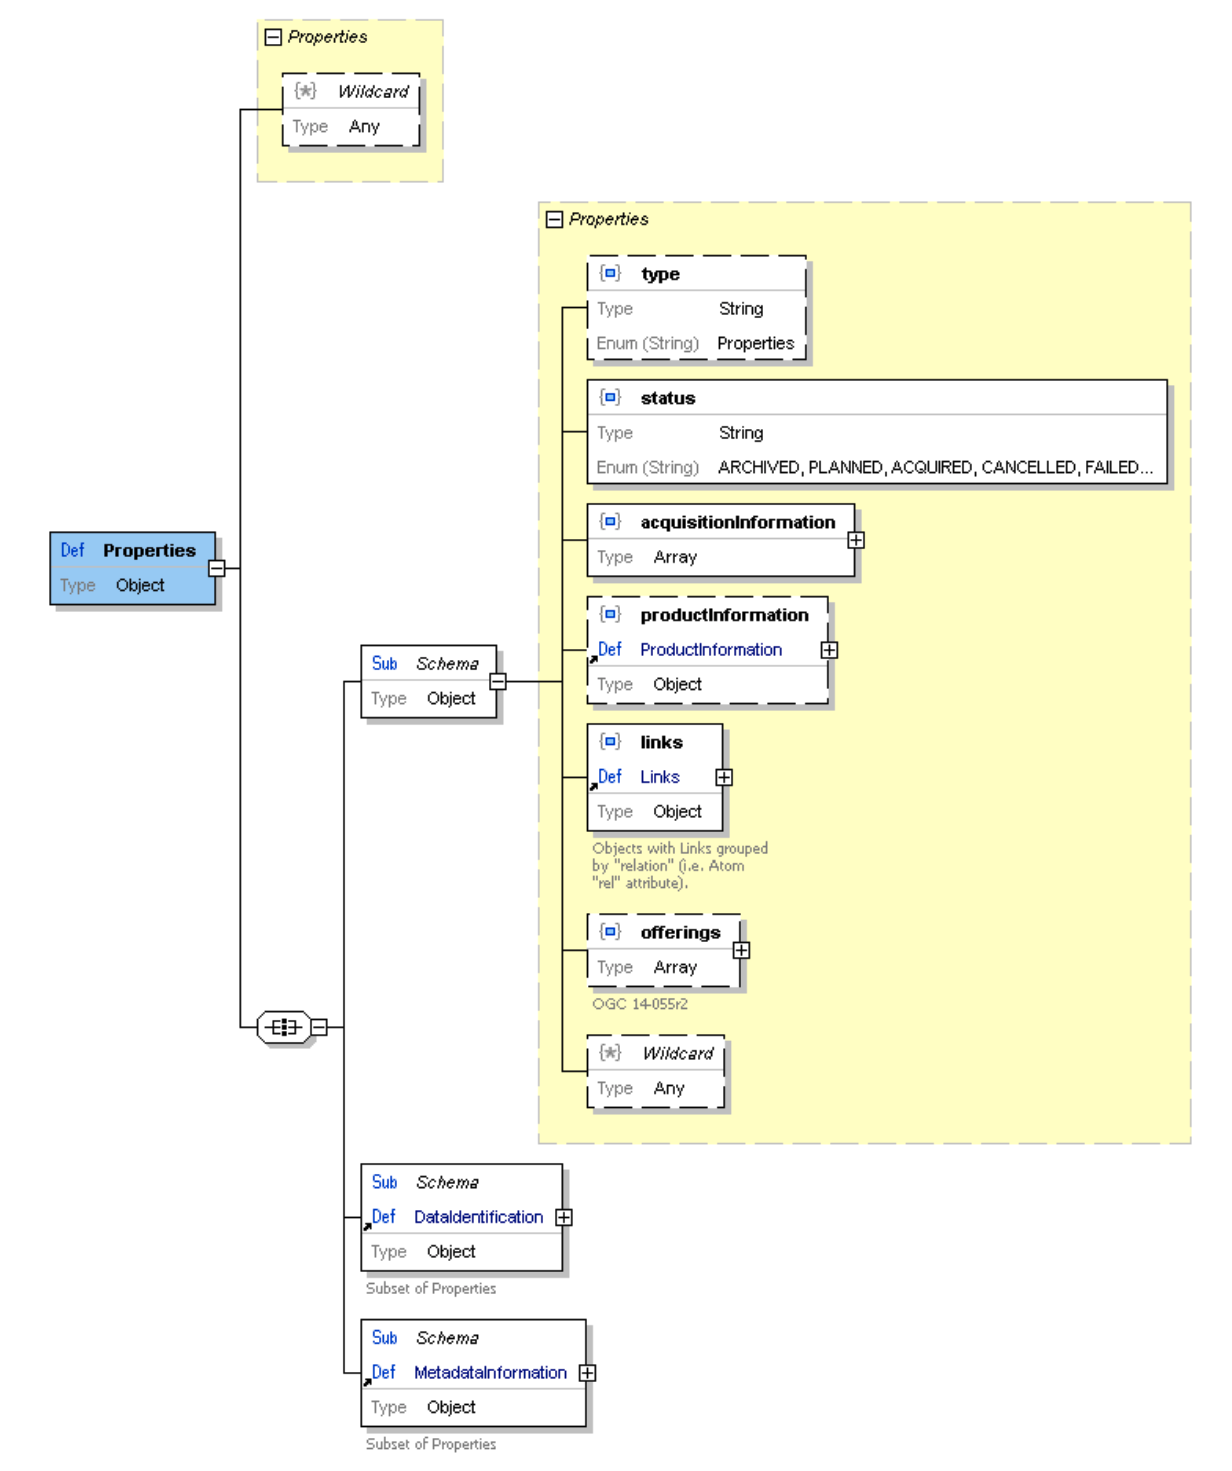 Properties
{*} Wildcard
Type Any
Properties
type
Type String
Enum (String) Properties
status
Type String
Enum (String) ARCHIVED, PLANNED, ACQUIRED, CANCELLED, FAILED...
acquisitionInformation
Type Array
Def Properties
Type Object
productInformation
Def ProductInformation
Type Object
Sub Schema
Type Object
links
Def Links
Type Object
Objects with Links grouped
by "relation" (i.e. Atom
"rel" attribute).
offerings
Type Array
OGC 14-055r2
{*} Wildcard
Type Any
Sub Schema
Def DataIdentification
Type Object
Subset of Properties
Sub Schema
Def MetadataInformation
Type Object
Subset of Properties